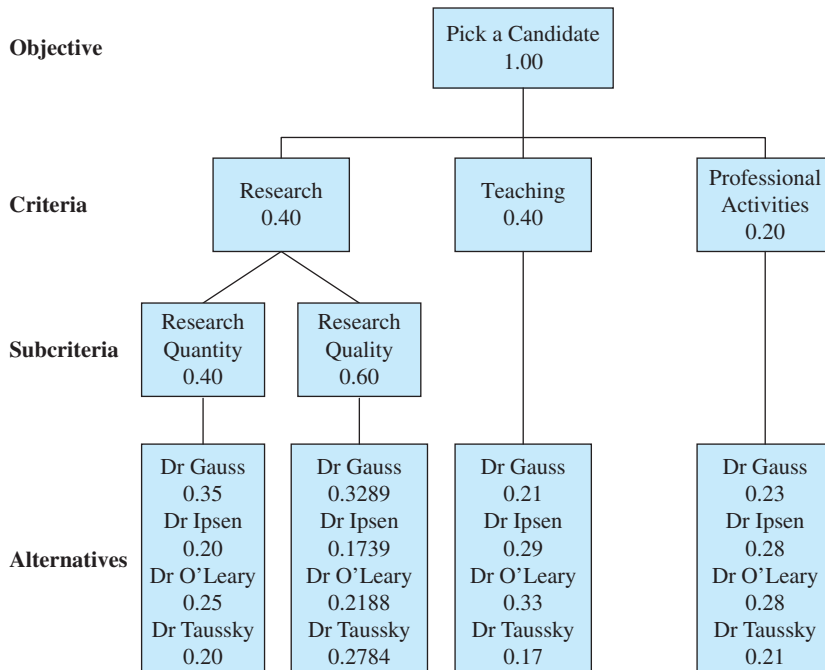 Objective
Pick a Candidate
1.00
Criteria
Research
0.40
Teaching
0.40
Professional
Activities
0.20
Subcriteria
Research
Quantity
0.40
Research
Quality
0.60
Alternatives
Dr Gauss
0.35
Dr Ipsen
0.20
Dr O’Leary
0.25
Dr Taussky
0.20
Dr Gauss
0.3289
Dr Ipsen
0.1739
Dr O’Leary
0.2188
Dr Taussky
0.2784
Dr Gauss
0.21
Dr Ipsen
0.29
Dr O’Leary
0.33
Dr Taussky
0.17
Dr Gauss
0.23
Dr Ipsen
0.28
Dr O’Leary
0.28
Dr Taussky
0.21